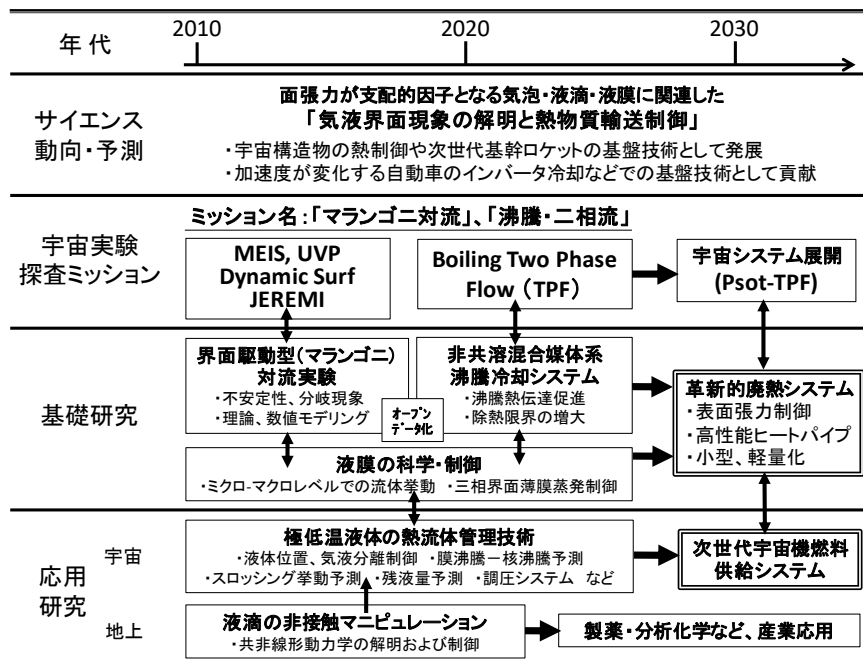 年 代
2010
2020
2030
サイエンス
動向・予測
面張力が支配的因子となる気泡・液滴・液膜に関連した
「気液界面現象の解明と熱物質輸送制御」
・宇宙構造物の熱制御や次世代基幹ロケットの基盤技術として発展
・加速度が変化する自動車のインバータ冷却などでの基盤技術として貢献
宇宙実験
探査ミッション
ミッション名：「マランゴニ対流」、「沸騰・二相流」
MEIS, UVP
Dynamic Surf
JEREMI
Boiling Two Phase
Flow （TPF）
宇宙システム展開
(Psot-TPF)
基礎研究
界面駆動型（マランゴニ）
対流実験
・不安定性、分岐現象
・理論、数値モデリング
オープン
データ化
非共溶混合媒体系
沸騰冷却システム
・沸騰熱伝達促進
・除熱限界の増大
革新的廃熱システム
・表面張力制御
・高性能ヒートパイプ
・小型、軽量化
液膜の科学・制御
・ミクロ-マクロレベルでの流体挙動 ・三相界面薄膜蒸発制御
応用
研究
宇宙
極低温液体の熱流体管理技術
・液体位置、気液分離制御 ・膜沸騰－核沸騰予測
・スロッシング挙動予測 ・残液量予測 ・調圧システム など
次世代宇宙機燃料
供給システム
地上
液滴の非接触マニピュレーション
・共非線形動力学の解明および制御
製薬・分析化学など、産業応用